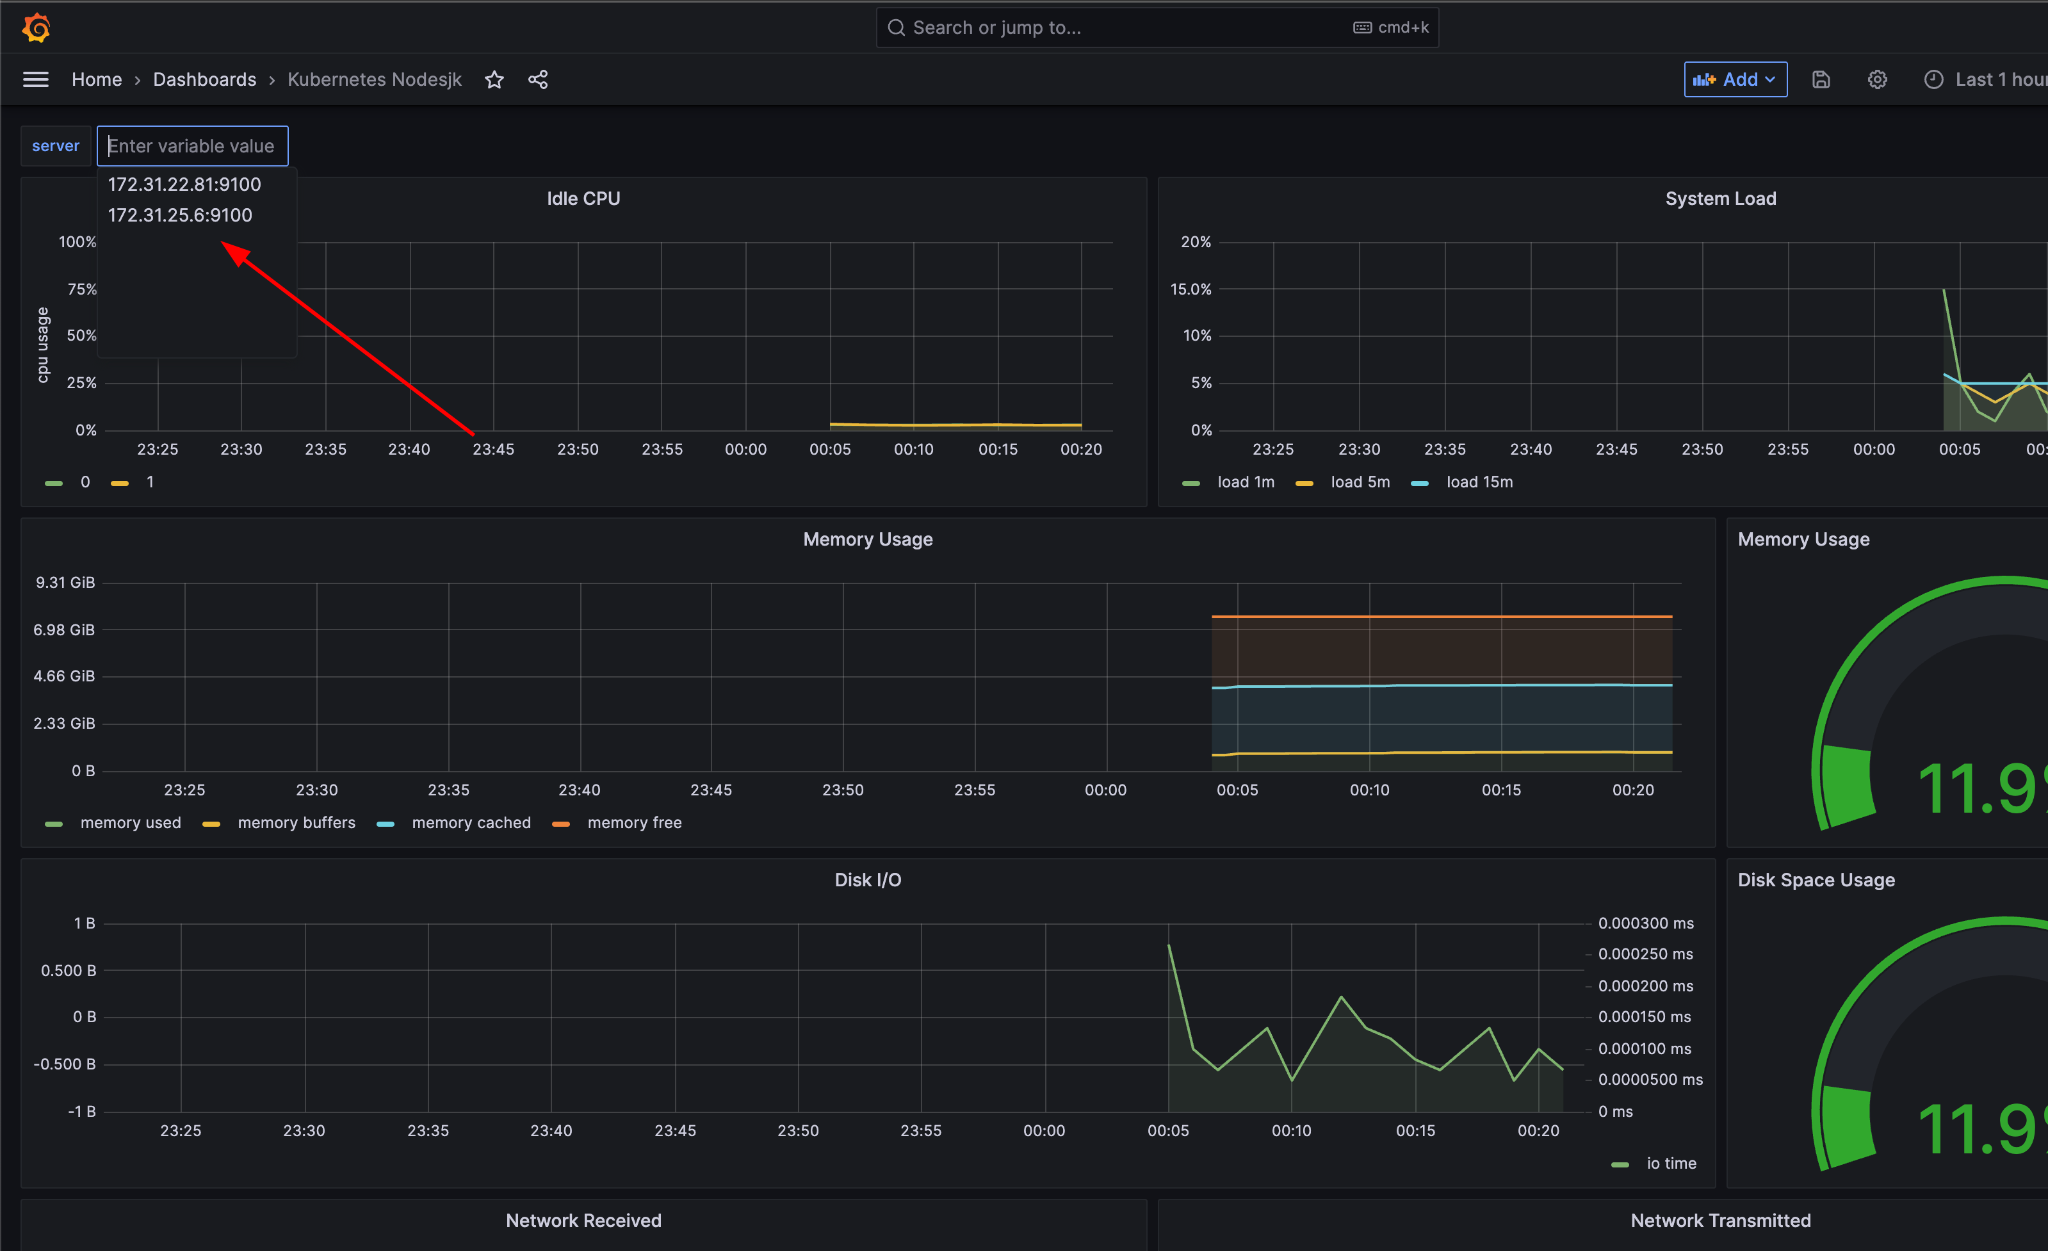 Search or jump to...
cmd+k
Home › Dashboards › Kubernetes Nodesjk
Add
Last 1 hour
server
Enter variable value
172.31.22.81:9100
172.31.25.6:9100
Idle CPU
cpu usage
100%
75%
50%
25%
0%
23:25 23:30 23:35 23:40 23:45 23:50 23:55 00:00 00:05 00:10 00:15 00:20
0 1
System Load
20%
15.0%
10%
5%
0%
23:25 23:30 23:35 23:40 23:45 23:50 23:55 00:00 00:05 00:
load 1m load 5m load 15m
Memory Usage
9.31 GiB
6.98 GiB
4.66 GiB
2.33 GiB
0 B
23:25 23:30 23:35 23:40 23:45 23:50 23:55 00:00 00:05 00:10 00:15 00:20
memory used memory buffers memory cached memory free
Memory Usage
11.9%
Disk I/O
1 B
0.500 B
0 B
-0.500 B
-1 B
0.000300 ms
0.000250 ms
0.000200 ms
0.000150 ms
0.000100 ms
0.0000500 ms
0 ms
23:25 23:30 23:35 23:40 23:45 23:50 23:55 00:00 00:05 00:10 00:15 00:20
io time
Disk Space Usage
11.9%
Network Received
Network Transmitted